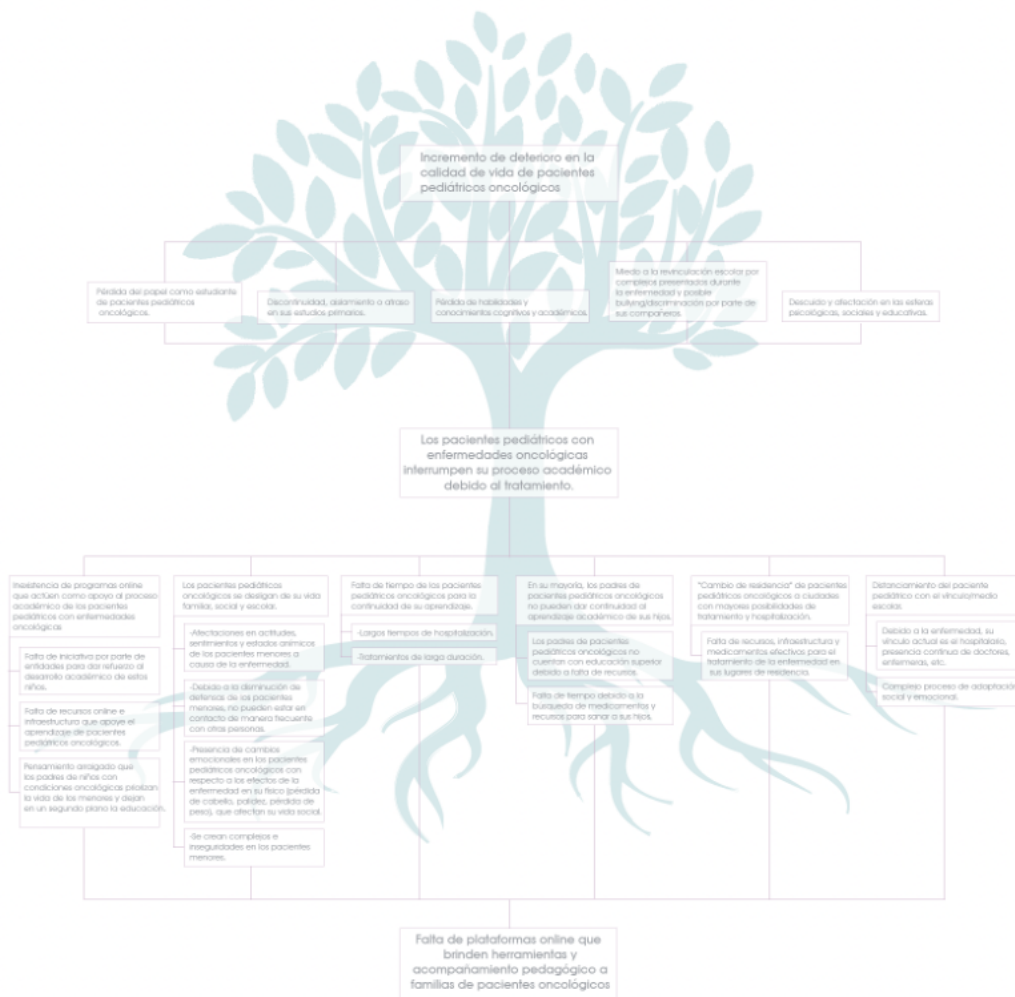 Incremento de deterioro en la
calidad de vida de pacientes
pediátricos oncológicos
Pérdida del papel como estudiante
de pacientes pediátricos
oncológicos.
Discontinuidad, aislamiento o atraso
en sus estudios primarios.
Pérdida de habilidades y
conocimientos cognitivos y académicos.
Miedo a la revinculación escolar por
complejos presentados durante
la enfermedad y posible
bullying/discriminación por parte de
sus compañeros.
Descuido y afectación en las esferas
psicológicas, sociales y educativas.
Los pacientes pediátricos con
enfermedades oncológicas
interrumpen su proceso académico
debido al tratamiento.
Inexistencia de programas online
que actúen como apoyo al proceso
académico de los pacientes
pediátricos con enfermedades
oncológicas
Falta de iniciativa por parte de
entidades para dar refuerzo al
desarrollo académico de estos
niños.
Falta de recursos online e
infraestructura que apoye el
aprendizaje de pacientes
pediátricos oncológicos.
Pensamiento arraigado que
los padres de niños con
condiciones oncológicas priorizan
la vida de los menores y dejan
en un segundo plano la educación.
Los pacientes pediátricos
oncológicos se desligan de su vida
familiar, social y escolar.
-Afectaciones en actitudes,
sentimientos y estados anímicos
de los pacientes menores a
causa de la enfermedad.
-Debido a la disminución de
defensas de los pacientes
menores, no pueden estar en
contacto de manera frecuente
con otras personas.
-Presencia de cambios
emocionales en los pacientes
pediátricos oncológicos con
respecto a los efectos de la
enfermedad en su físico (pérdida
de cabello, palidez, pérdida de
peso), que afectan su vida social.
-Se crean complejos e
inseguridades en los pacientes
menores.
Falta de tiempo de los pacientes
pediátricos oncológicos para la
continuidad de su aprendizaje.
-Largos tiempos de hospitalización.
-Tratamientos de larga duración.
En su mayoría, los padres de
pacientes pediátricos oncológicos
no pueden dar continuidad al
aprendizaje académico de sus hijos.
Los padres de pacientes
pediátricos oncológicos no
cuentan con educación superior
debido a falta de recursos.
Falta de tiempo debido a la
búsqueda de medicamentos y
recursos para sanar a sus hijos.
"Cambio de residencia" de pacientes
pediátricos oncológicos a ciudades
con mayores posibilidades de
tratamiento y hospitalización.
Falta de recursos, infraestructura y
medicamentos efectivos para el
tratamiento de la enfermedad en
sus lugares de residencia.
Distanciamiento del paciente
pediátrico con el vínculo/medio
escolar.
Debido a la enfermedad, su
vínculo actual es el hospitalario,
presencia continua de doctores,
enfermeras, etc.
Complejo proceso de adaptación
social y emocional.
Falta de plataformas online que
brinden herramientas y
acompañamiento pedagógico a
familias de pacientes oncológicos